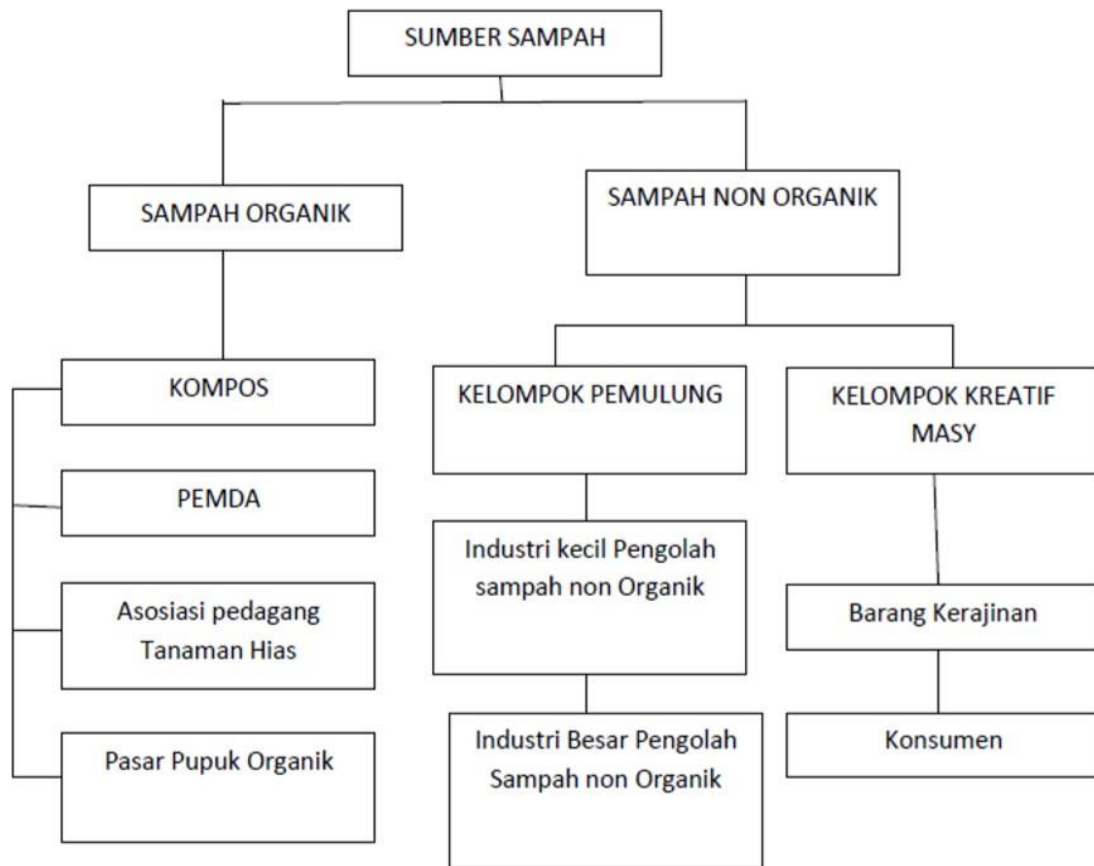 SUMBER SAMPAH
SAMPAH ORGANIK
SAMPAH NON ORGANIK
KOMPOS
KELOMPOK PEMULUNG
KELOMPOK KREATIF
MASY
PEMDA
Industri kecil Pengolah
sampah non Organik
Asosiasi pedagang
Tanaman Hias
Barang Kerajinan
Pasar Pupuk Organik
Industri Besar Pengolah
Sampah non Organik
Konsumen